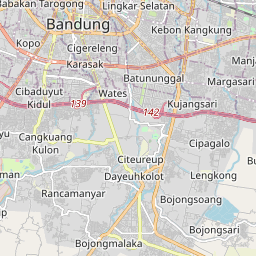 Babakan Tarogong
Lingkar Selatan
Bandung
Kopo
Kebon Kangkung
Cigereleng
Karasak
Batununggal
Margasari
Cibaduyut
Kidul
Wates
139
142
Kujangsari
Cangkuang
Kulon
Cipagalo
Citeureup
Dayeuhkolot
Lengkong
Rancamanyar
Bojongsoang
Bojongsari
Bojongmalaka